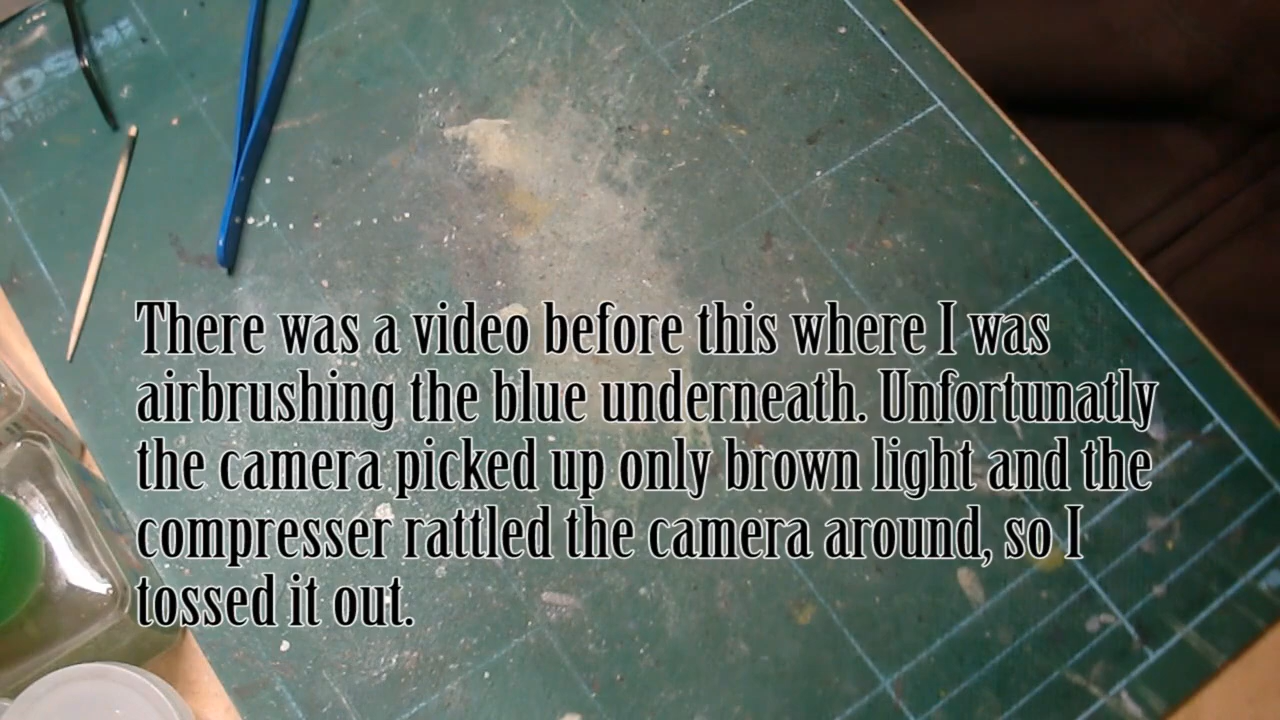 There was a video before this where I was
airbrushing the blue underneath. Unfortunatly
the camera picked up only brown light and the
compresser rattled the camera around, so I
tossed it out.